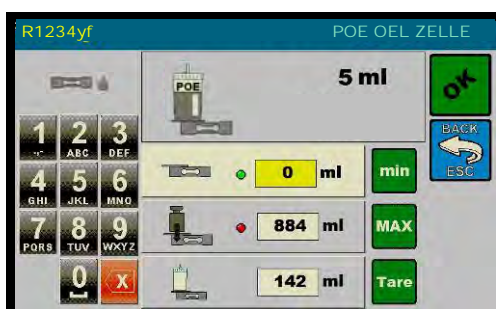 R1234yf POE OEL ZELLE
POE 5 ml
OK
BACK
ESC
1 2 3
ABC DEF
4 5 6
GHI JKL MNO
7 8 9
PQRS TUV WXYZ
0 X
0 ml min
884 ml MAX
142 ml Tare